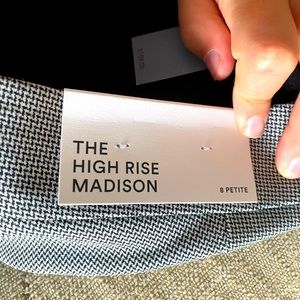 THE
HIGH RISE
MADISON
8 PETITE